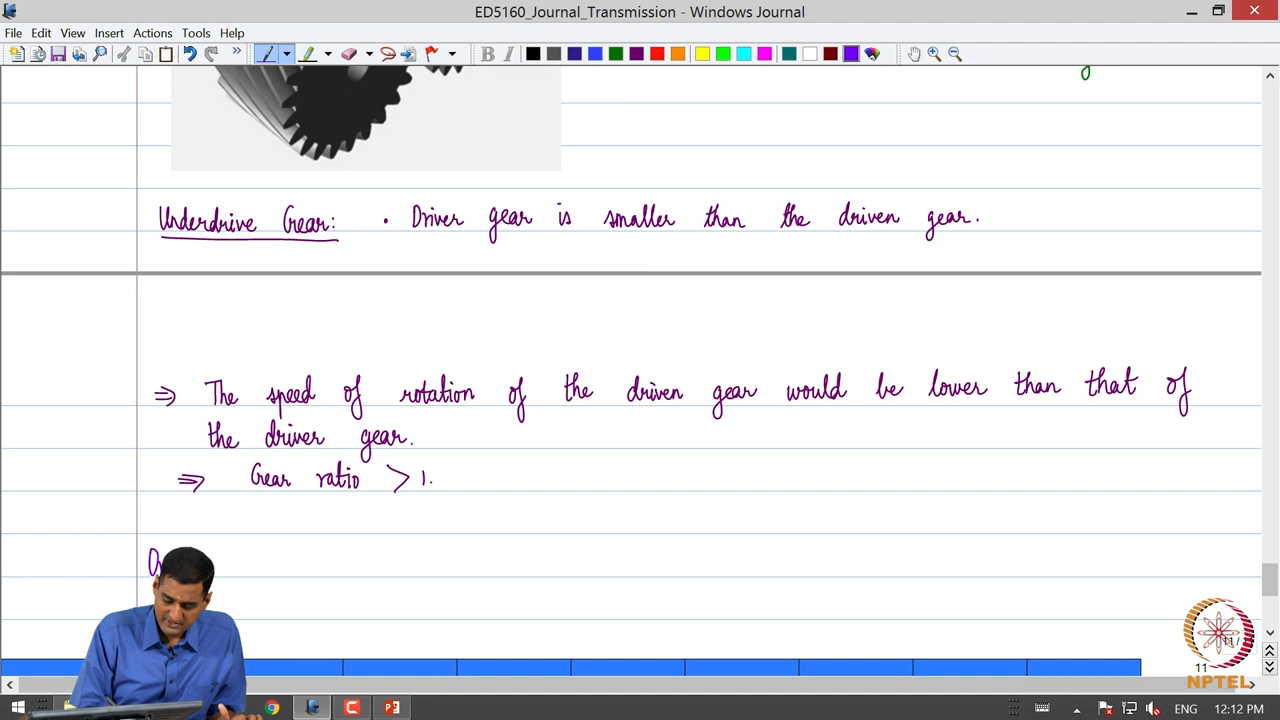 ED5160_Journal_Transmission - Windows Journal
File Edit View Insert Actions Tools Help
Underdrive Gear: • Driver gear is smaller than the driven gear.
⇒ The speed of rotation of the driven gear would be lower than that of
the driver gear.
⇒ Gear ratio > 1.
11/
11
NPTEL
ENG 12:12 PM